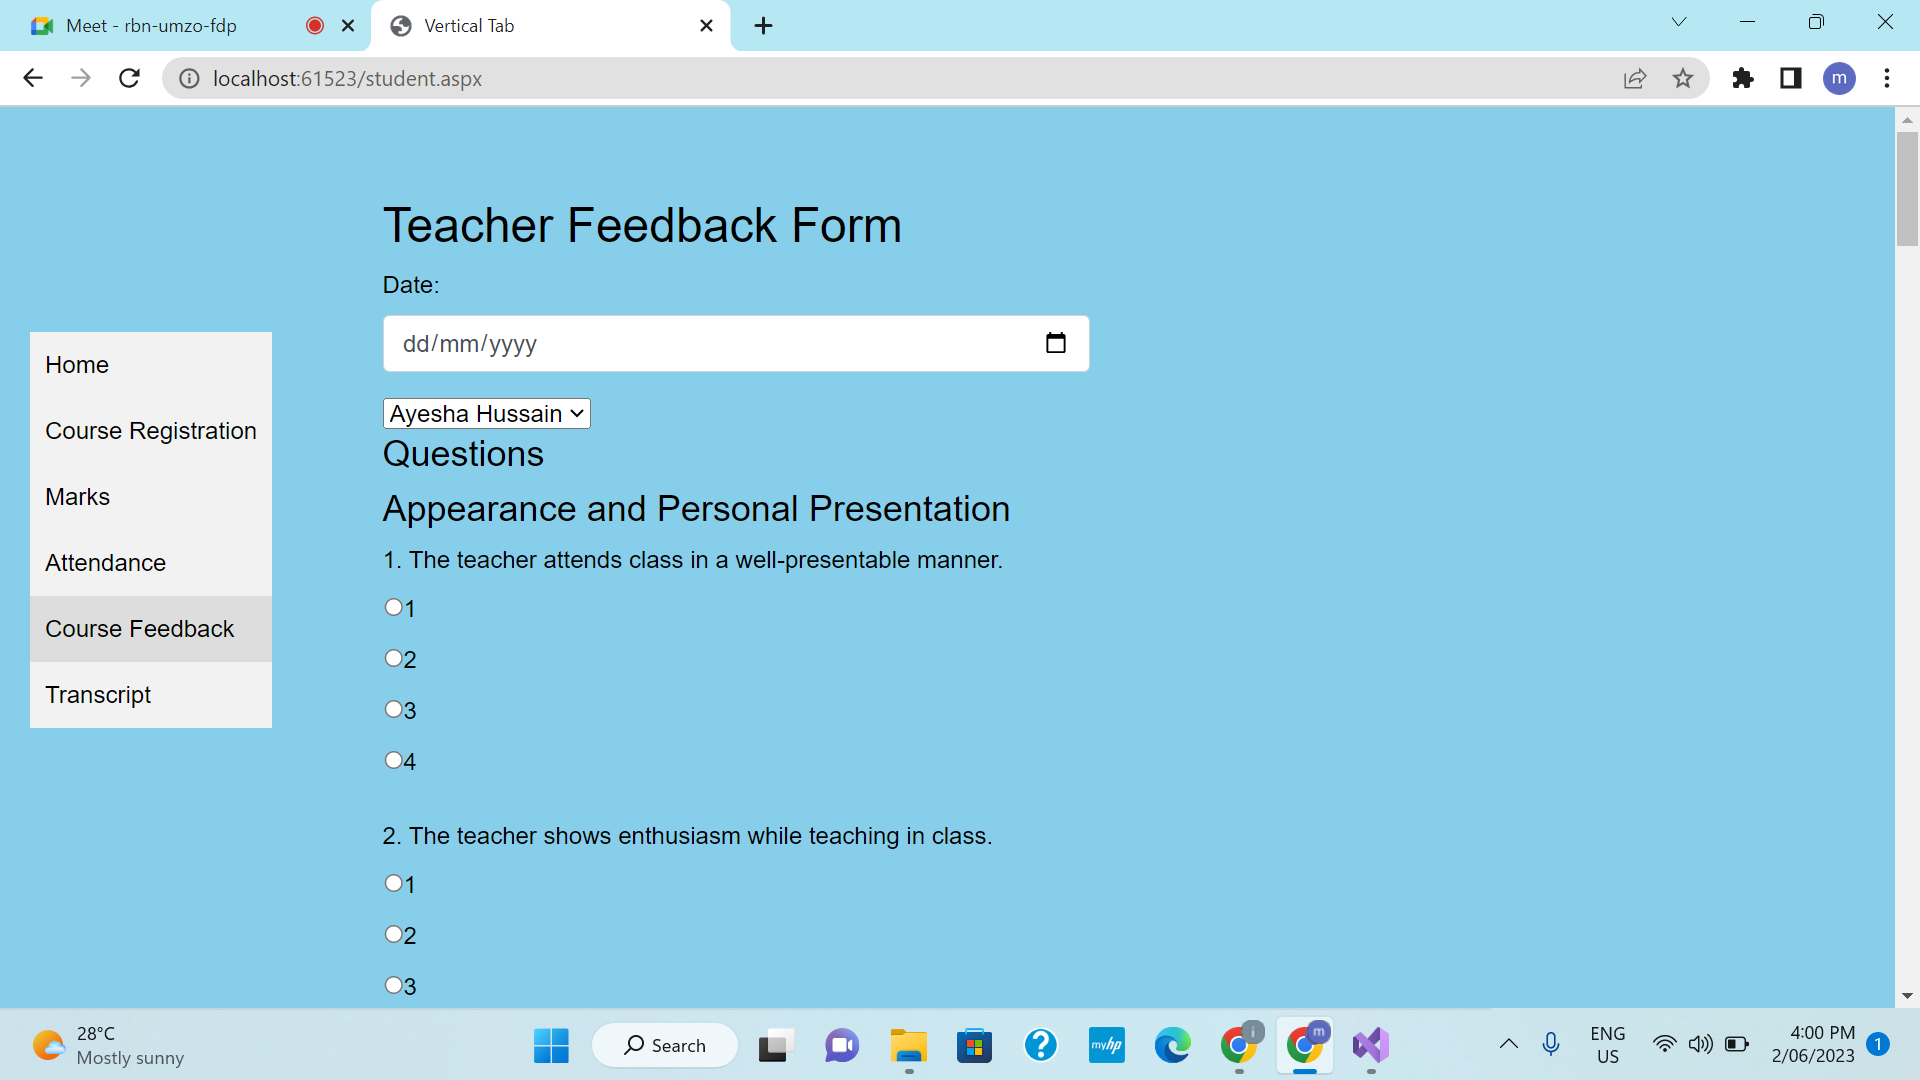 Meet - rbn-umzo-fdp
Vertical Tab
localhost:61523/student.aspx
m
Teacher Feedback Form
Date:
dd/mm/yyyy
Ayesha Hussain
Questions
Appearance and Personal Presentation
1. The teacher attends class in a well-presentable manner.
1
2
3
4
2. The teacher shows enthusiasm while teaching in class.
1
2
3
Home
Course Registration
Marks
Attendance
Course Feedback
Transcript
28°C
Mostly sunny
Search
myhp
i
m
ENG
US
4:00 PM
2/06/2023
1